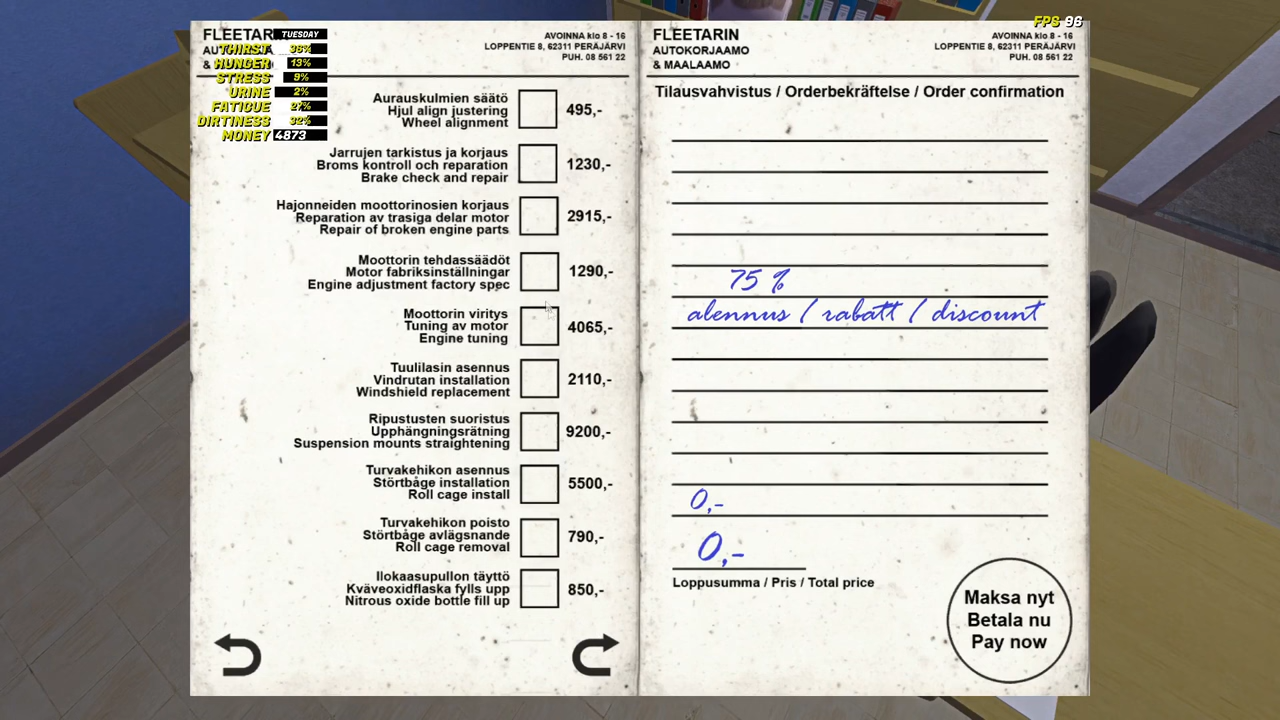 FPS 96
TUESDAY
THIRST 36%
HUNGER 13%
STRESS 9%
URINE 2%
FATIGUE 27%
DIRTINESS 32%
MONEY 4873
AVOINNA klo 8 - 16
LOPPENTIE 8, 62311 PERÄJÄRVI
PUH. 08 561 22
Aurauskulmien säätö
Hjul align justering
Wheel alignment
495,-
Jarrujen tarkistus ja korjaus
Broms kontroll och reparation
Brake check and repair
1230,-
Hajonneiden moottorinosien korjaus
Reparation av trasiga delar motor
Repair of broken engine parts
2915,-
Moottorin tehdassäädöt
Motor fabriksinställningar
Engine adjustment factory spec
1290,-
Moottorin viritys
Tuning av motor
Engine tuning
4065,-
Tuulilasin asennus
Vindrutan installation
Windshield replacement
2110,-
Ripustusten suoristus
Upphängningsrätning
Suspension mounts straightening
9200,-
Turvakehikon asennus
Störtbåge installation
Roll cage install
5500,-
Turvakehikon poisto
Störtbåge avlägsnande
Roll cage removal
790,-
Ilokaasupullon täyttö
Kväveoxidflaska fylls upp
Nitrous oxide bottle fill up
850,-
FLEETARIN
AUTOKORJAAMO
& MAALAAMO
AVOINNA klo 8 - 16
LOPPENTIE 8, 62311 PERÄJÄRVI
PUH. 08 561 22
Tilausvahvistus / Orderbekräftelse / Order confirmation
75 %
alennus / rabatt / discount
0,-
0,-
Loppusumma / Pris / Total price
Maksa nyt
Betala nu
Pay now